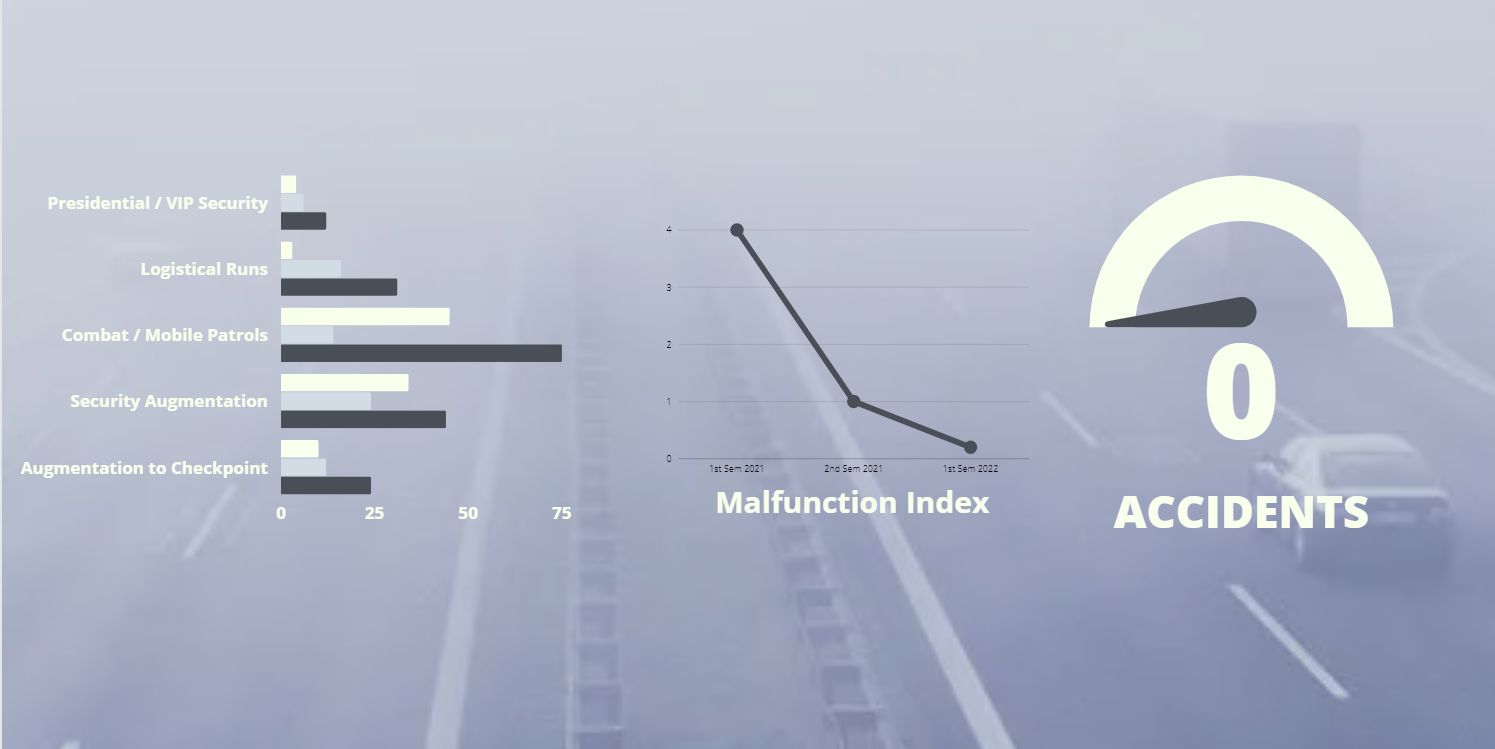 Presidential / VIP Security
Logistical Runs
Combat / Mobile Patrols
Security Augmentation
Augmentation to Checkpoint
0 25 50 75
4
3
2
1
0
1st Sem 2021 2nd Sem 2021 1st Sem 2022
Malfunction Index
0
ACCIDENTS